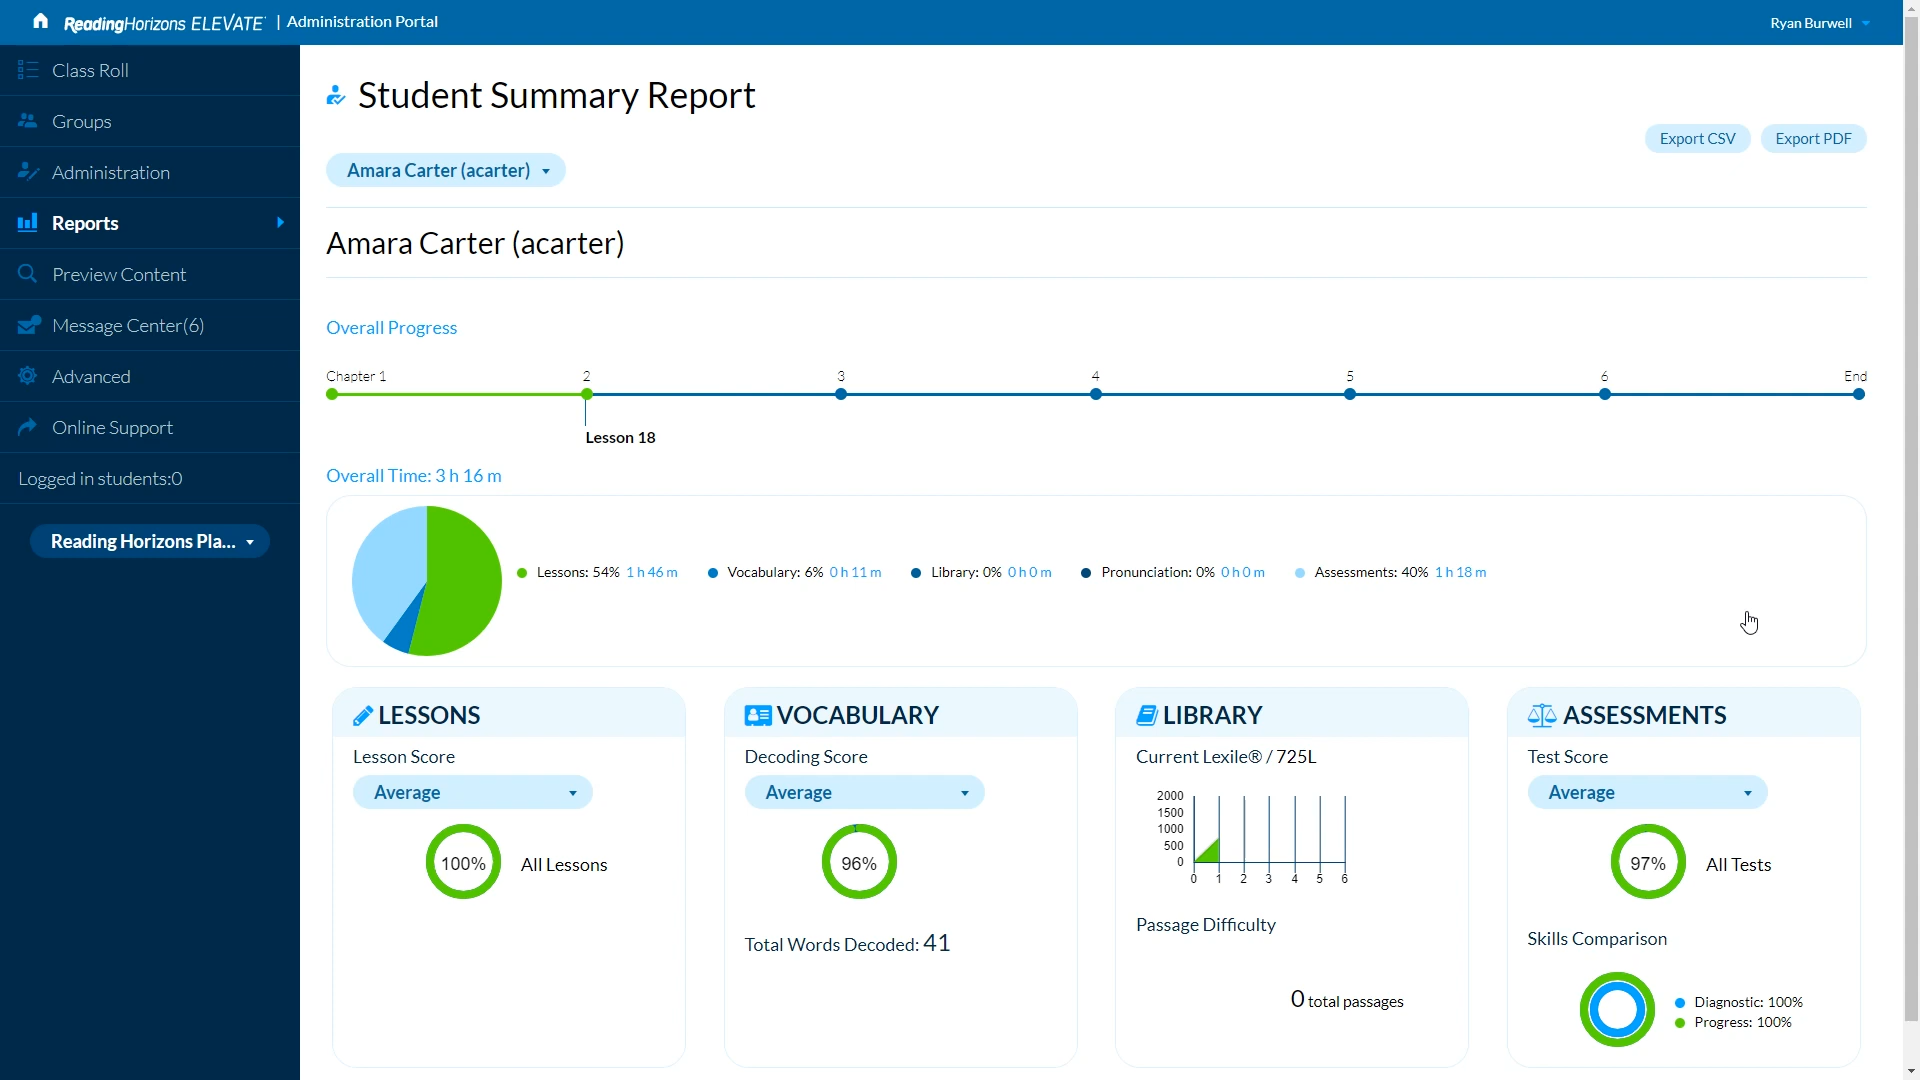 ReadingHorizons ELEVATE | Administration Portal
Ryan Burwell
Class Roll
Groups
Administration
Reports
Preview Content
Message Center(6)
Advanced
Online Support
Logged in students:0
Reading Horizons Pla...
Student Summary Report
Export CSV
Export PDF
Amara Carter (acarter)
Amara Carter (acarter)
Overall Progress
Chapter 1 2 3 4 5 6 End
Lesson 18
Overall Time: 3 h 16 m
Lessons: 54% 1 h 46 m Vocabulary: 6% 0 h 11 m Library: 0% 0 h 0 m Pronunciation: 0% 0 h 0 m Assessments: 40% 1 h 18 m
LESSONS
Lesson Score
Average
100% All Lessons
VOCABULARY
Decoding Score
Average
96%
Total Words Decoded: 41
LIBRARY
Current Lexile® / 725L
2000
1500
1000
500
0
0 1 2 3 4 5 6
Passage Difficulty
0 total passages
ASSESSMENTS
Test Score
Average
97% All Tests
Skills Comparison
Diagnostic: 100%
Progress: 100%